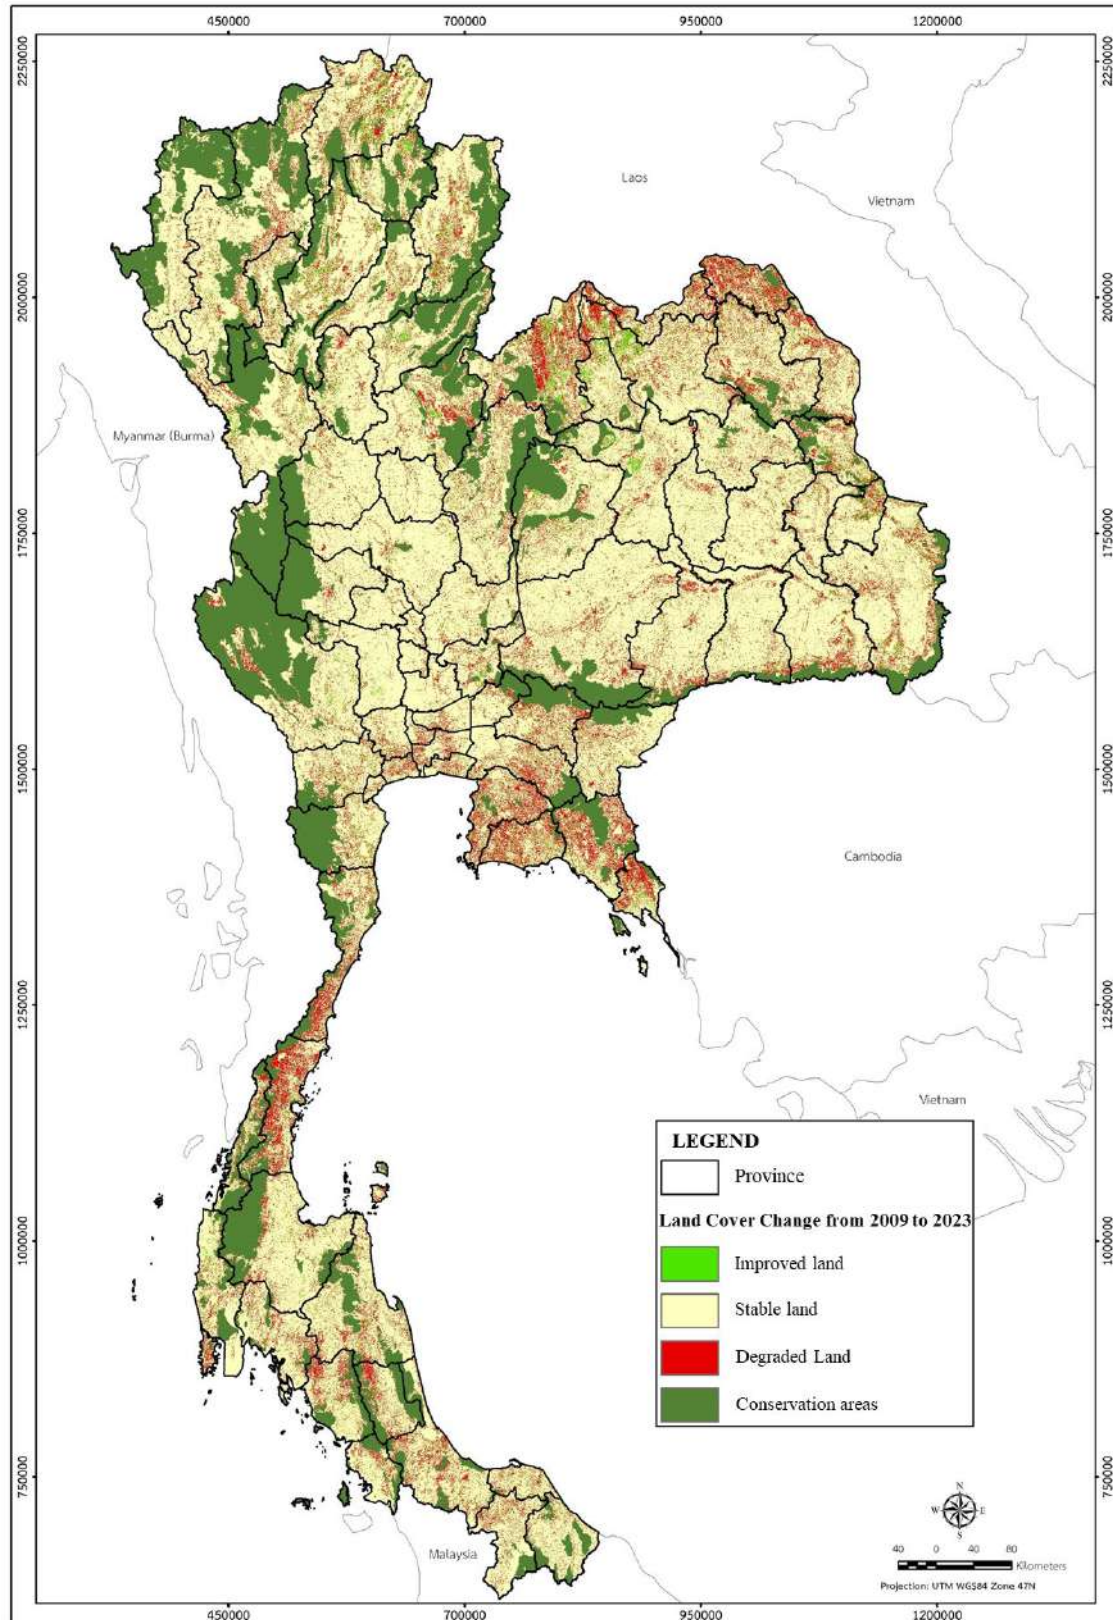 450000 700000 950000 1200000
2250000 2250000
Laos
Vietnam
2000000 2000000
Myanmar (Burma)
1750000 1750000
1500000 1500000
Cambodia
1250000 1250000
Vietnam
LEGEND
Province
Land Cover Change from 2009 to 2023
1000000 1000000
Improved land
Stable land
Degraded Land
Conservation areas
750000 750000
N
W E
S
Malaysia
40 0 40 80
Kilometers
Projection: UTM WGS84 Zone 47N
450000 700000 950000 1200000